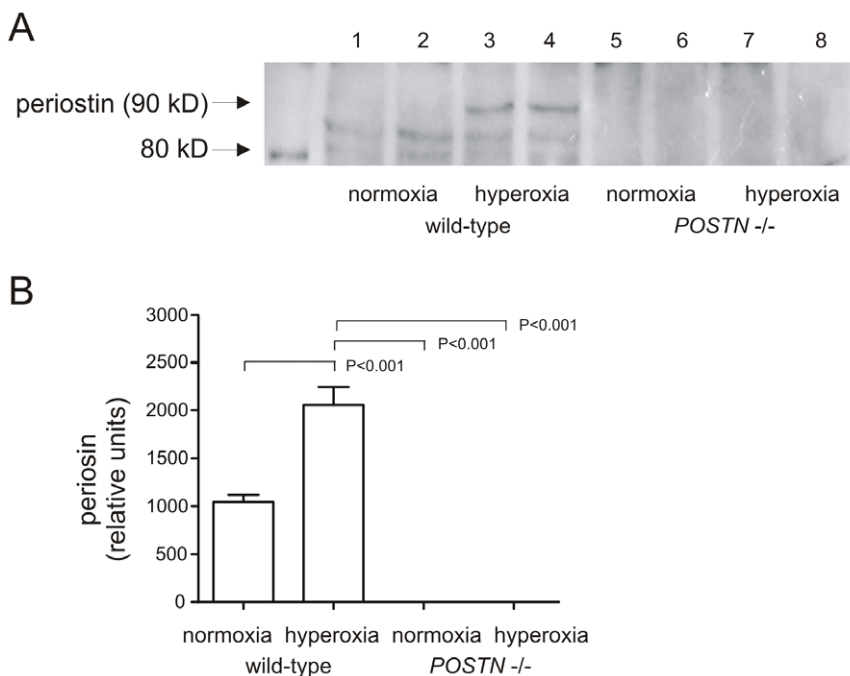 A
1 2 3 4 5 6 7 8
periostin (90 kD)
80 kD
normoxia hyperoxia normoxia hyperoxia
wild-type POSTN -/-
B
3000
2500
2000
1500
1000
500
0
periosin
(relative units)
P<0.001
P<0.001
P<0.001
normoxia hyperoxia normoxia hyperoxia
wild-type POSTN -/-